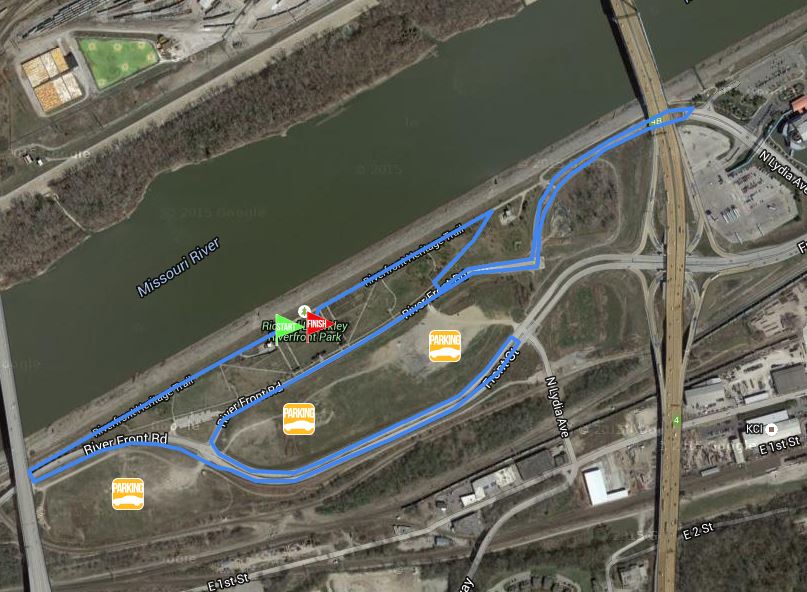 48
N Lydia Ave
© 2015
© 2015 Google
Missouri River
Riverfront Heritage Trail
River Front Rd
START
FINISH
Riverfront Park
PARKING
Front St
River Front Rd
PARKING
Riverfront Heritage Trail
N Lydia Ave
4
KCI
E 1st St
River Front Rd
PARKING
E 2 St
E 1st St